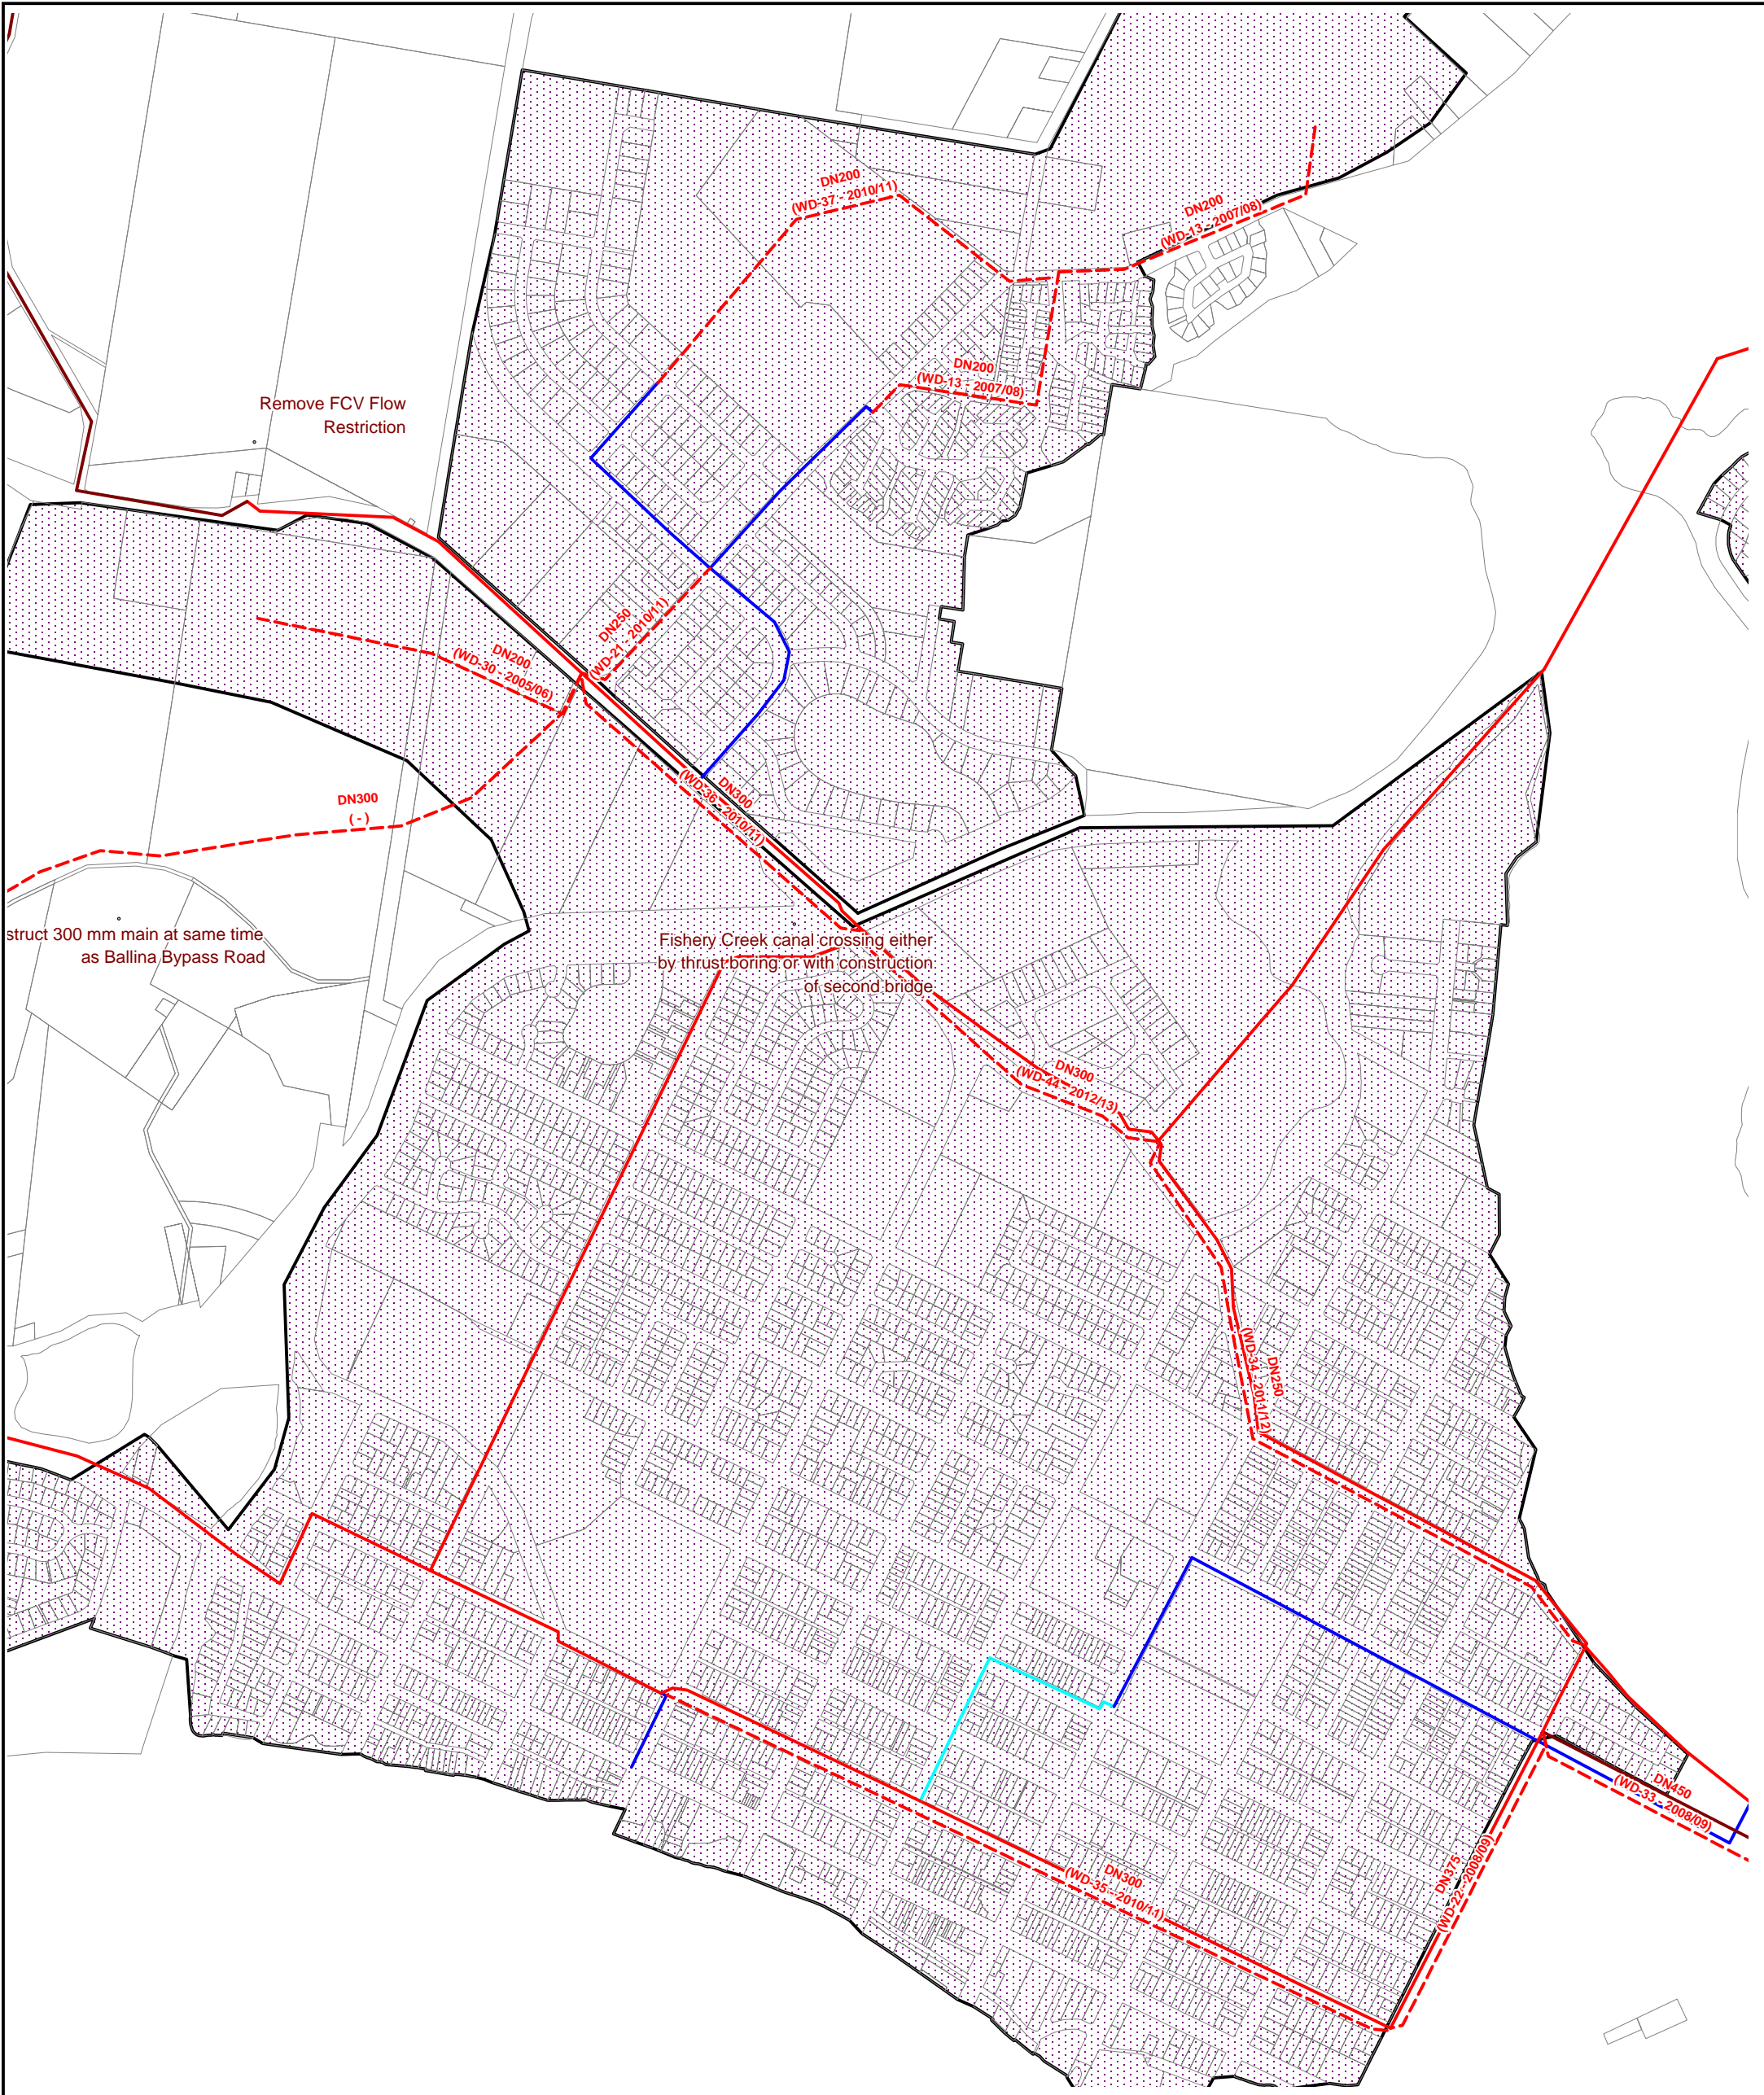 DN200
(WD-37 - 2010/11)
DN200
(WD-13 - 2007/08)
DN200
(WD-13 - 2007/08)
Remove FCV Flow
Restriction
DN250
(WD-21 - 2010/11)
DN200
(WD-30 - 2005/06)
DN300
(WD-36 - 2010/11)
DN300
( - )
struct 300 mm main at same time
as Ballina Bypass Road
Fishery Creek canal crossing either
by thrust boring or with construction
of second bridge
DN300
(WD-44 - 2012/13)
DN250
(WD-34 - 2011/12)
DN450
(WD-33 - 2008/09)
DN375
(WD-22 - 2008/09)
DN300
(WD-35 - 2010/11)